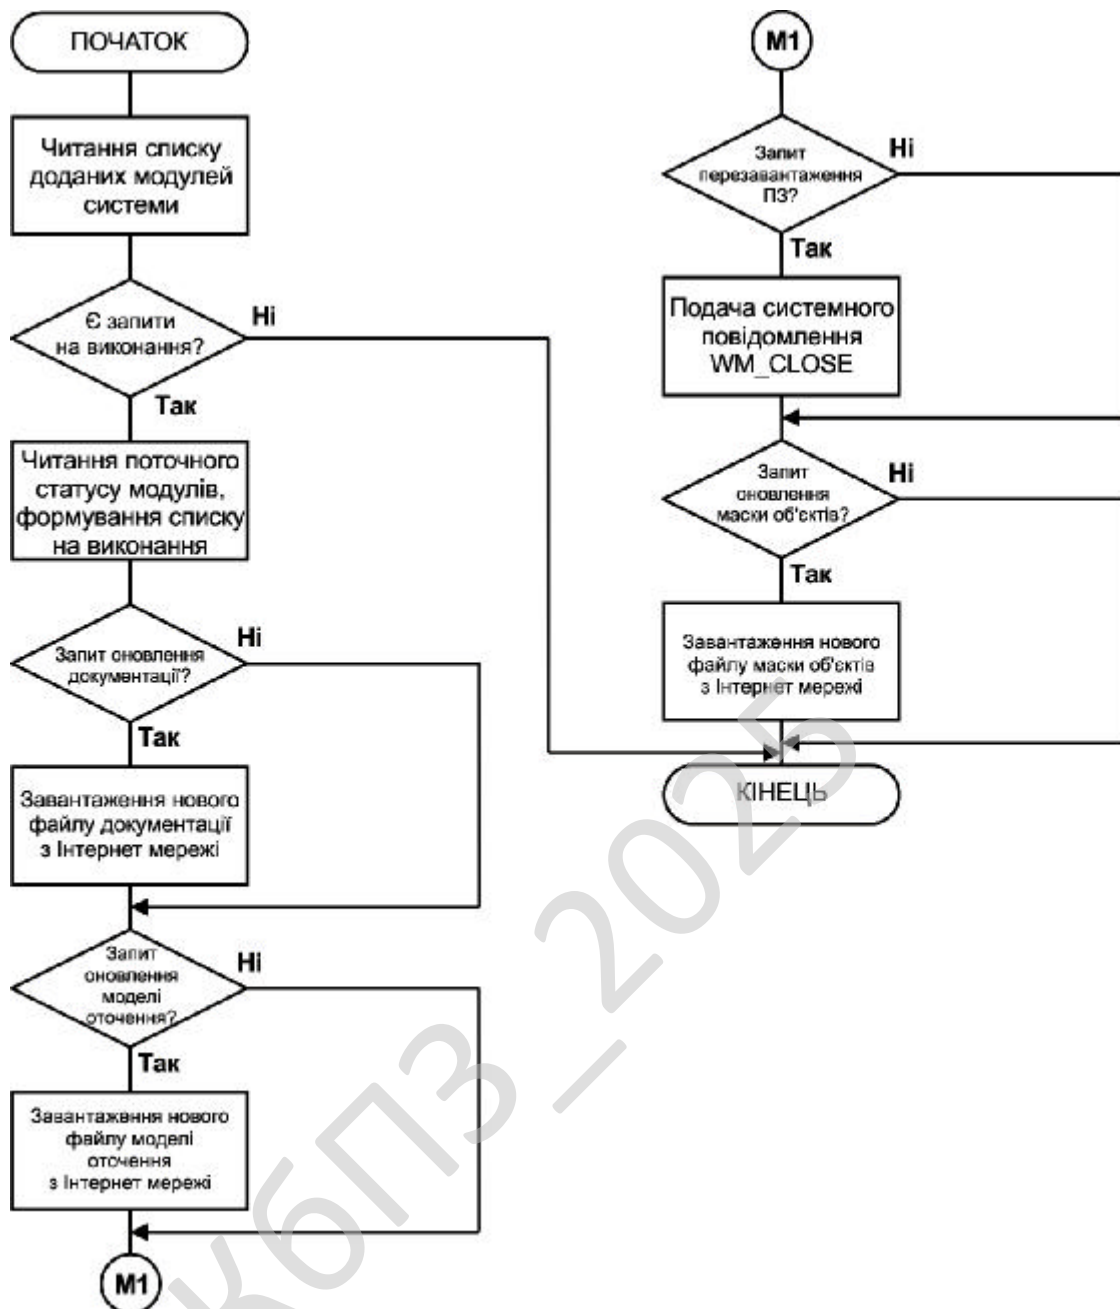 ПОЧАТОК
Читання списку
доданих модулей
системи
Є запити
на виконання?
Ні
Так
Читання поточного
статусу модулів,
формування списку
на виконання
Запит оновлення
документації?
Ні
Так
Завантаження нового
файлу документації
з Інтернет мережі
Запит
оновлення
моделі
оточення?
Ні
Так
Завантаження нового
файлу моделі
оточення
з Інтернет мережі
М1
М1
Запит
перезавантаження
ПЗ?
Ні
Так
Подача системного
повідомлення
WM_CLOSE
Запит
оновлення
маски об'єктів?
Ні
Так
Завантаження нового
файлу маски об'єктів
з Інтернет мережі
КІНЕЦЬ
КбПЗ_2025